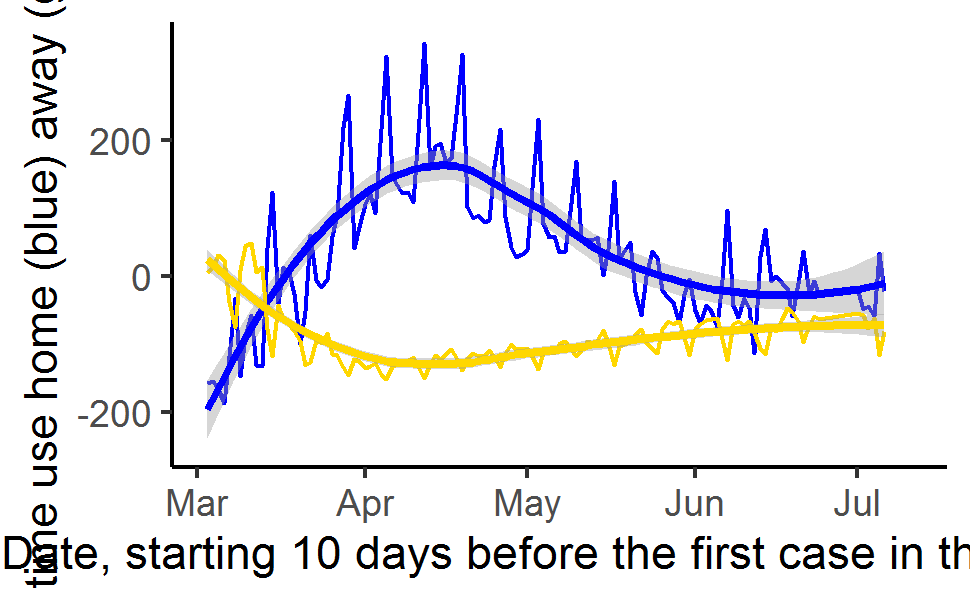 time use home (blue) away (
200
0
-200
Mar Apr May Jun Jul
Date, starting 10 days before the first case in th